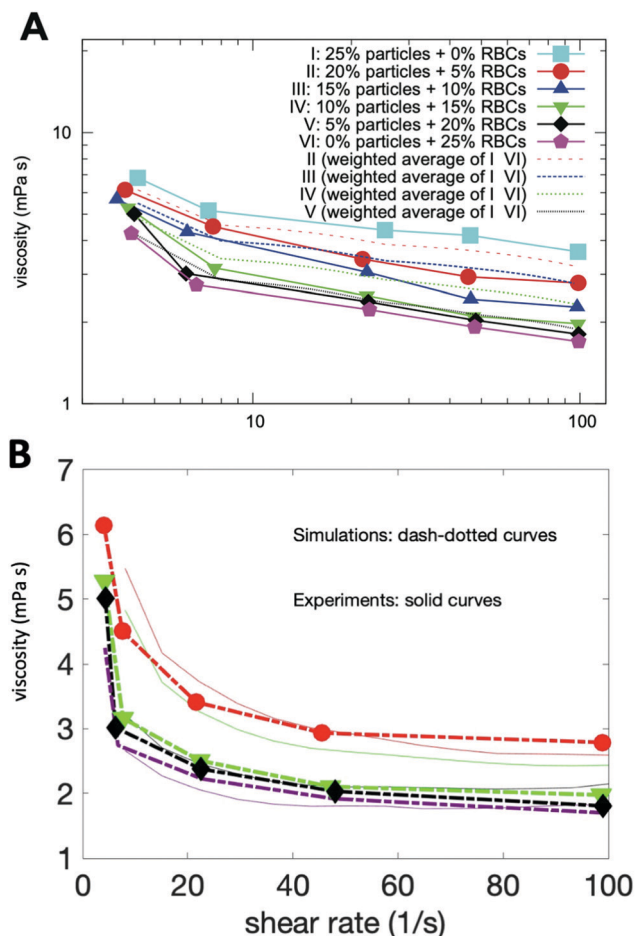 A
viscosity (mPa s)
10
1
I: 25% particles + 0% RBCs
II: 20% particles + 5% RBCs
III: 15% particles + 10% RBCs
IV: 10% particles + 15% RBCs
V: 5% particles + 20% RBCs
VI: 0% particles + 25% RBCs
II (weighted average of I VI)
III (weighted average of I VI)
IV (weighted average of I VI)
V (weighted average of I VI)
10
100
B
viscosity (mPa s)
7
6
5
4
3
2
1
Simulations: dash-dotted curves
Experiments: solid curves
0
20
40
60
80
100
shear rate (1/s)